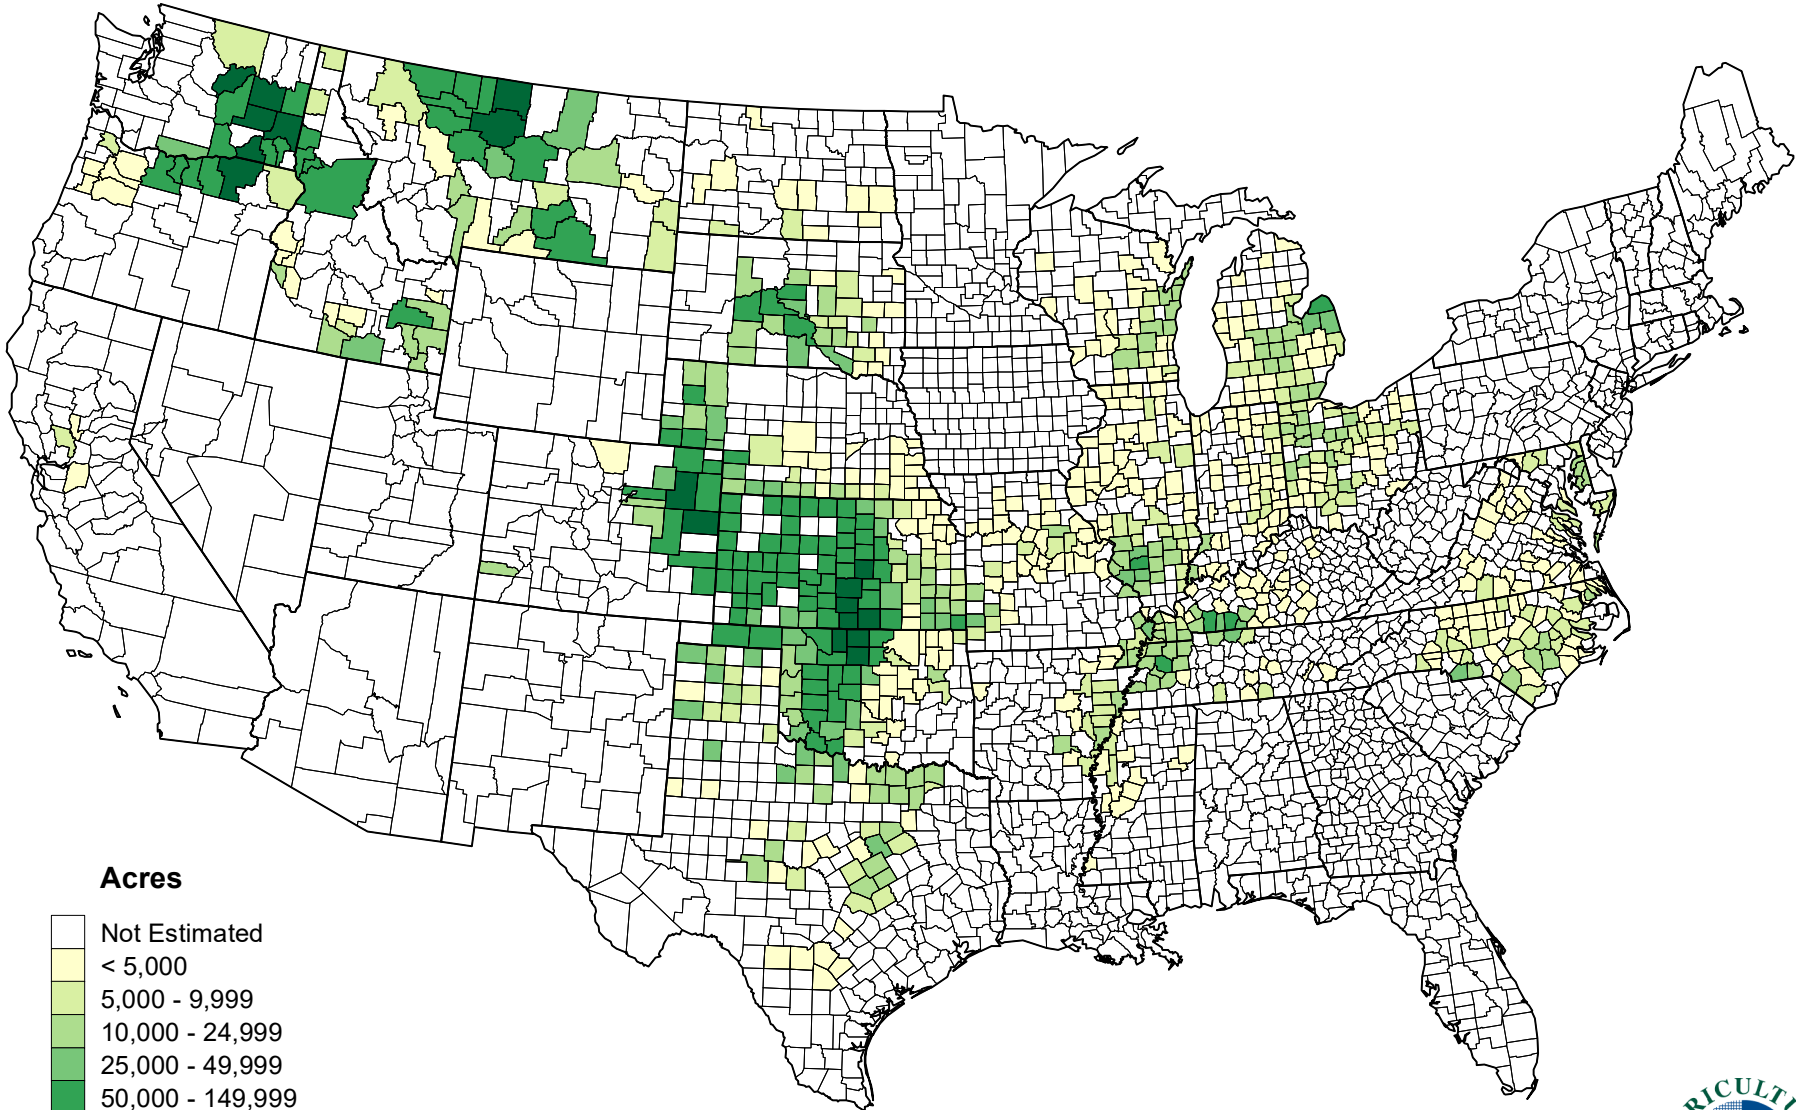 Acres
Not Estimated
< 5,000
5,000 - 9,999
10,000 - 24,999
25,000 - 49,999
50,000 - 149,999
RICULT